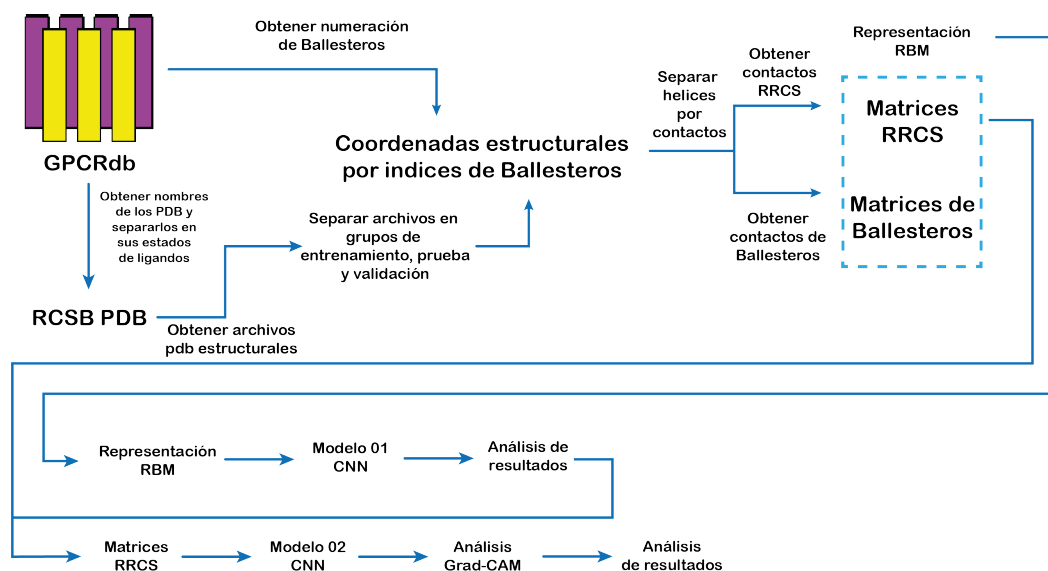 GPCRdb
Obtener numeración
de Ballesteros
Obtener nombres
de los PDB y
separarlos en
sus estados
de ligandos
RCSB PDB
Obtener archivos
pdb estructurales
Separar archivos en
grupos de
entrenamiento, prueba
y validación
Coordenadas estructurales
por indices de Ballesteros
Separar
helices
por
contactos
Obtener
contactos
RRCS
Obtener
contactos de
Ballesteros
Representación
RBM
Matrices
RRCS
Matrices de
Ballesteros
Representación
RBM
Modelo 01
CNN
Análisis de
resultados
Matrices
RRCS
Modelo 02
CNN
Análisis
Grad-CAM
Análisis
de resultados